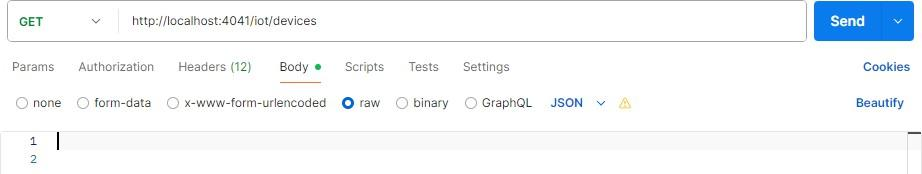 GET http://localhost:4041/iot/devices Send
Params Authorization Headers (12) Body Scripts Tests Settings Cookies
none form-data x-www-form-urlencoded raw binary GraphQL JSON Beautify
1
2